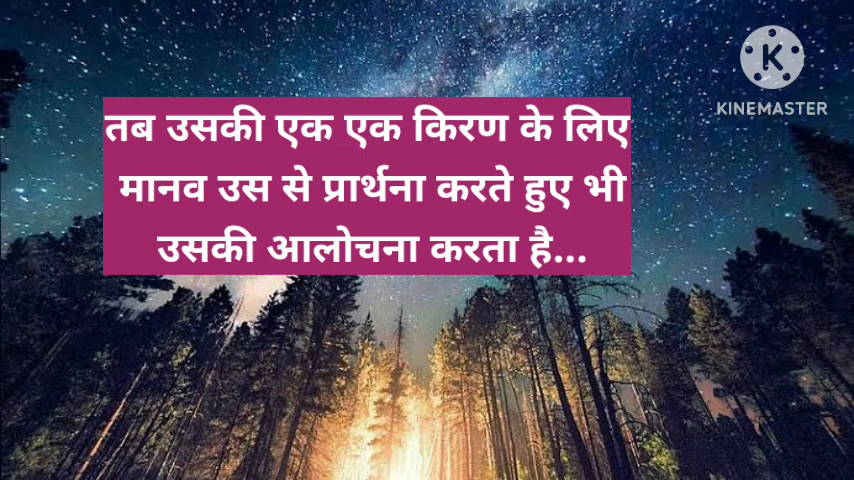 तब उसकी एक एक किरण के लिए
मानव उस से प्रार्थना करते हुए भी
उसकी आलोचना करता है...
KINEMASTER